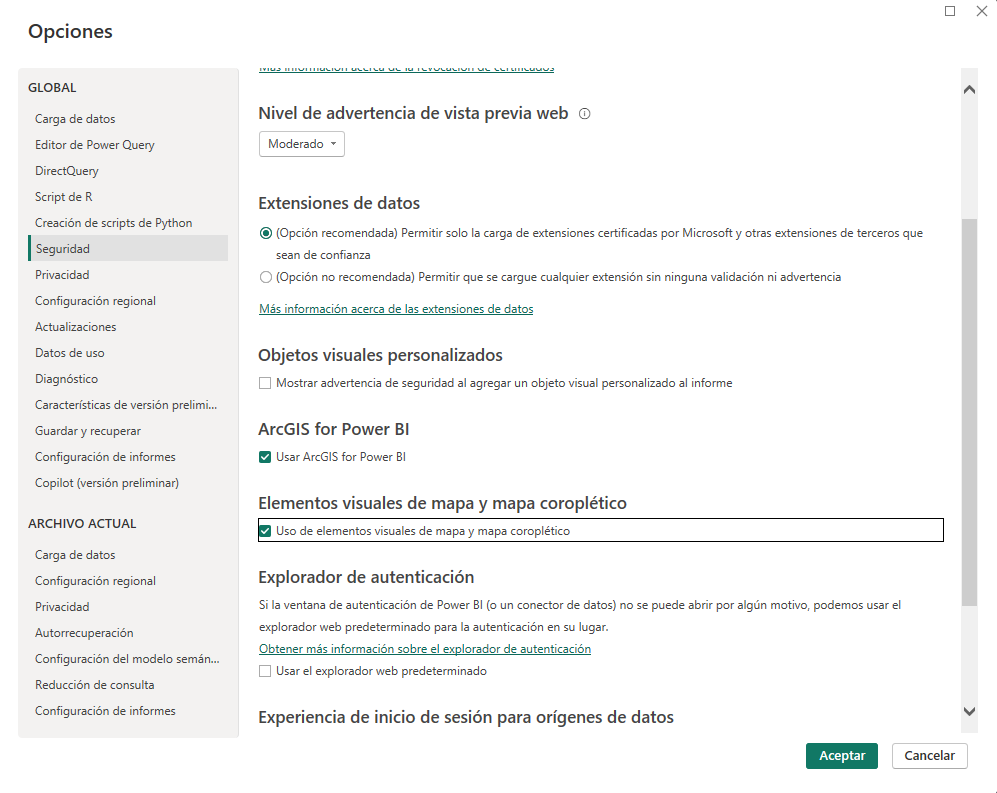 Opciones
GLOBAL
Carga de datos
Editor de Power Query
DirectQuery
Script de R
Creación de scripts de Python
Seguridad
Privacidad
Configuración regional
Actualizaciones
Datos de uso
Diagnóstico
Características de versión prelimi...
Guardar y recuperar
Configuración de informes
Copilot (versión preliminar)
ARCHIVO ACTUAL
Carga de datos
Configuración regional
Privacidad
Autorrecuperación
Configuración del modelo semán...
Reducción de consulta
Configuración de informes
Más información acerca de la revocación de certificados
Nivel de advertencia de vista previa web
Moderado
Extensiones de datos
(Opción recomendada) Permitir solo la carga de extensiones certificadas por Microsoft y otras extensiones de terceros que
sean de confianza
(Opción no recomendada) Permitir que se cargue cualquier extensión sin ninguna validación ni advertencia
Más información acerca de las extensiones de datos
Objetos visuales personalizados
Mostrar advertencia de seguridad al agregar un objeto visual personalizado al informe
ArcGIS for Power BI
Usar ArcGIS for Power BI
Elementos visuales de mapa y mapa coroplético
Uso de elementos visuales de mapa y mapa coroplético
Explorador de autenticación
Si la ventana de autenticación de Power BI (o un conector de datos) no se puede abrir por algún motivo, podemos usar el
explorador web predeterminado para la autenticación en su lugar.
Obtener más información sobre el explorador de autenticación
Usar el explorador web predeterminado
Experiencia de inicio de sesión para orígenes de datos
Aceptar
Cancelar